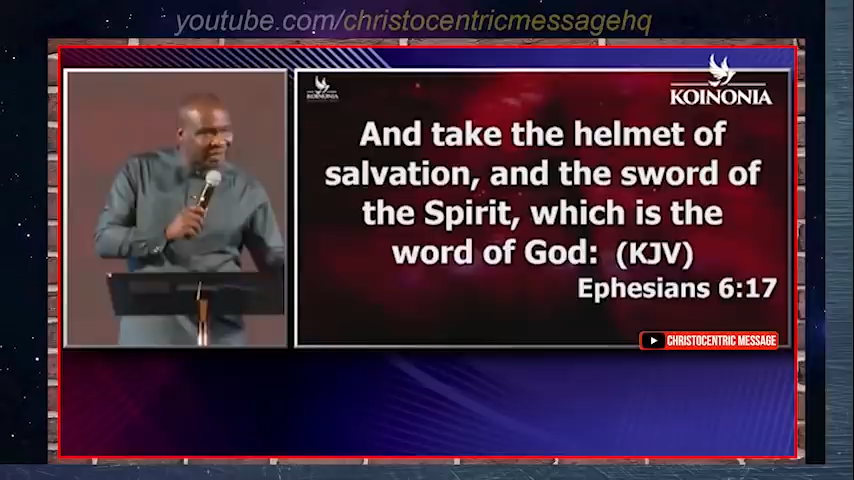 youtube.com/christocentricmessagehq
KOINONIA
KOINONIA
And take the helmet of
salvation, and the sword of
the Spirit, which is the
word of God: (KJV)
Ephesians 6:17
CHRISTOCENTRIC MESSAGE